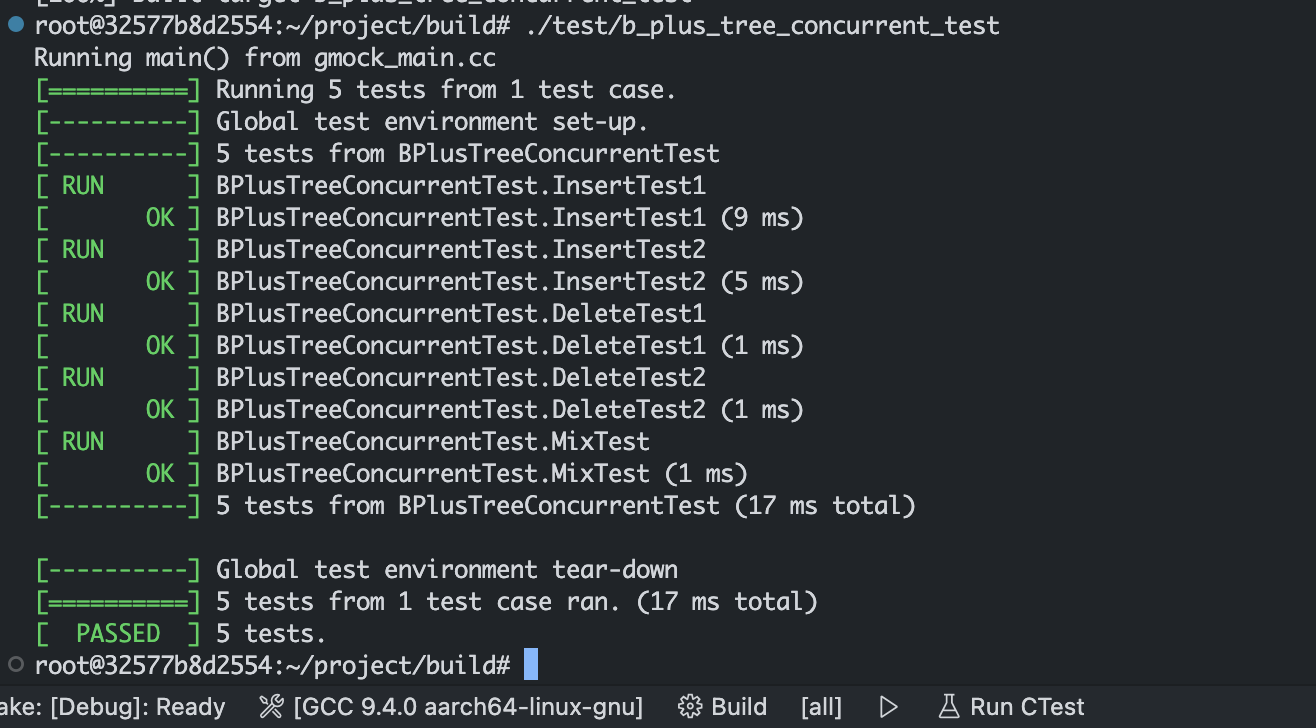 root@32577b8d2554:~/project/build# ./test/b_plus_tree_concurrent_test
Running main() from gmock_main.cc
[==========] Running 5 tests from 1 test case.
[----------] Global test environment set-up.
[----------] 5 tests from BPlusTreeConcurrentTest
[ RUN      ] BPlusTreeConcurrentTest.InsertTest1
[       OK ] BPlusTreeConcurrentTest.InsertTest1 (9 ms)
[ RUN      ] BPlusTreeConcurrentTest.InsertTest2
[       OK ] BPlusTreeConcurrentTest.InsertTest2 (5 ms)
[ RUN      ] BPlusTreeConcurrentTest.DeleteTest1
[       OK ] BPlusTreeConcurrentTest.DeleteTest1 (1 ms)
[ RUN      ] BPlusTreeConcurrentTest.DeleteTest2
[       OK ] BPlusTreeConcurrentTest.DeleteTest2 (1 ms)
[ RUN      ] BPlusTreeConcurrentTest.MixTest
[       OK ] BPlusTreeConcurrentTest.MixTest (1 ms)
[----------] 5 tests from BPlusTreeConcurrentTest (17 ms total)
[----------] Global test environment tear-down
[==========] 5 tests from 1 test case ran. (17 ms total)
[  PASSED  ] 5 tests.
root@32577b8d2554:~/project/build#
ake: [Debug]: Ready [GCC 9.4.0 aarch64-linux-gnu] Build [all] Run CTest